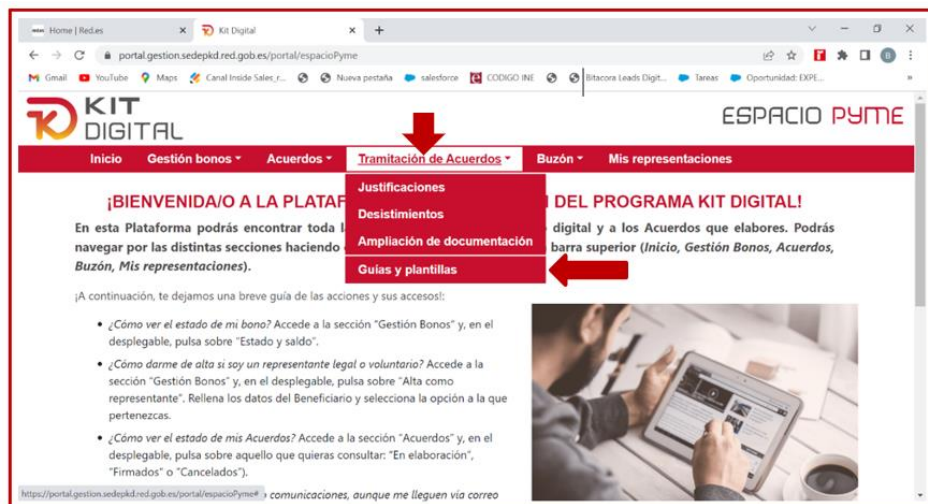 Home | Red.es
Kit Digital
portal.gestion.sedepkd.red.gob.es/portal/espacioPyme
Gmail YouTube Maps Canal Inside Sales_r... Nueva pestaña salesforce CODIGO INE Bitacora Leads Digit... Tareas Oportunidad: EXPE...
KIT
DIGITAL
ESPACIO PYME
Inicio Gestión bonos Acuerdos Tramitación de Acuerdos Buzón Mis representaciones
Justificaciones
Desistimientos
Ampliación de documentación
Guías y plantillas
¡BIENVENIDA/O A LA PLATAF N DEL PROGRAMA KIT DIGITAL!
En esta Plataforma podrás encontrar toda l digital y a los Acuerdos que elabores. Podrás
navegar por las distintas secciones haciendo barra superior (Inicio, Gestión Bonos, Acuerdos,
Buzón, Mis representaciones).
¡A continuación, te dejamos una breve guía de las acciones y sus accesos!:
• ¿Cómo ver el estado de mi bono? Accede a la sección "Gestión Bonos" y, en el
desplegable, pulsa sobre "Estado y saldo".
• ¿Cómo darme de alta si soy un representante legal o voluntario? Accede a la
sección "Gestión Bonos" y, en el desplegable, pulsa sobre "Alta como
representante". Rellena los datos del Beneficiario y selecciona la opción a la que
pertenezcas.
• ¿Cómo ver el estado de mis Acuerdos? Accede a la sección "Acuerdos" y, en el
desplegable, pulsa sobre aquello que quieras consultar: "En elaboración",
"Firmados" o "Cancelados").
https://portal.gestion.sedepkd.red.gob.es/portal/espacioPyme# comunicaciones, aunque me lleguen vía correo